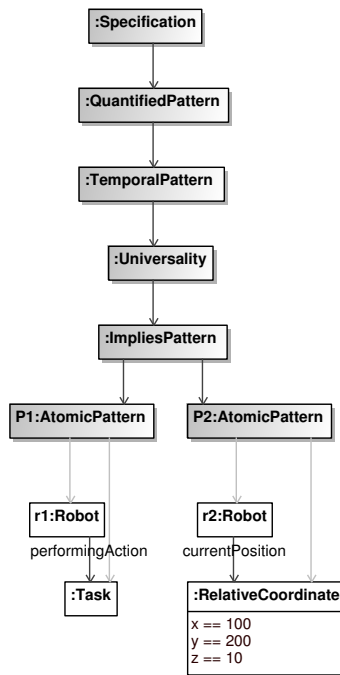 :Specification
:QuantifiedPattern
:TemporalPattern
:Universality
:ImpliesPattern
P1:AtomicPattern
P2:AtomicPattern
r1:Robot
r2:Robot
performingAction
currentPosition
:Task
:RelativeCoordinate
x == 100
y == 200
z == 10